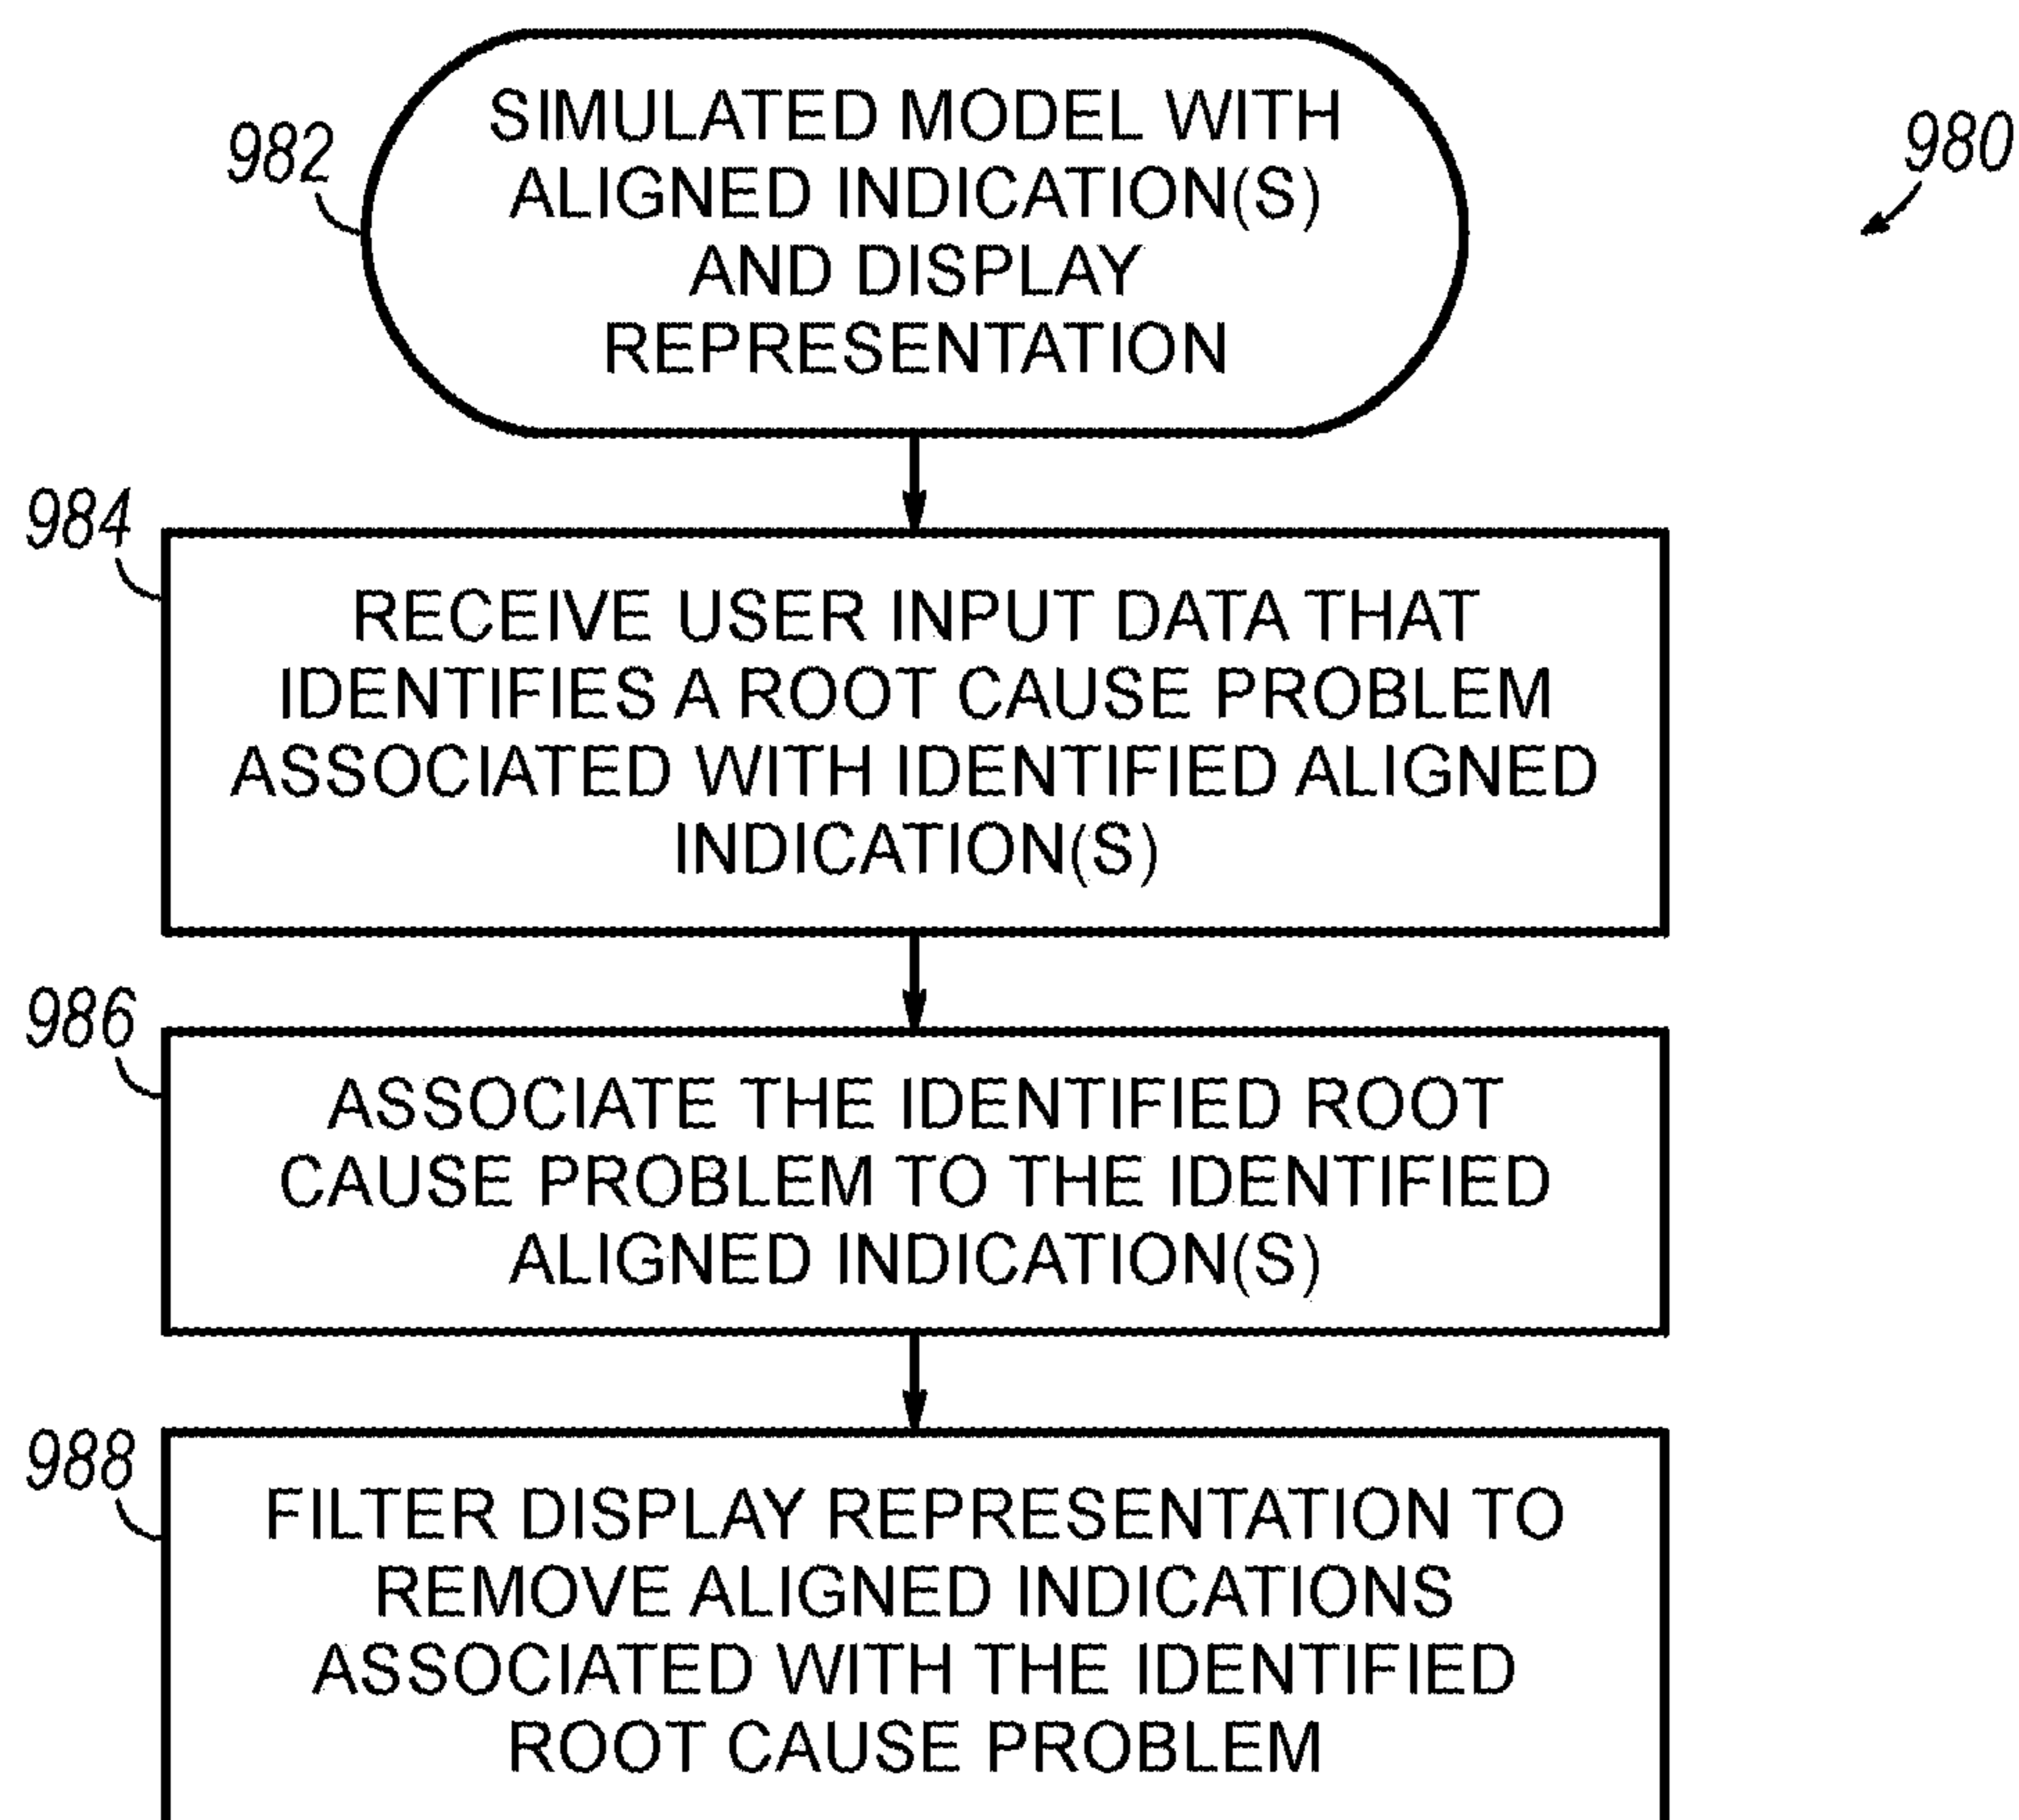 SIMULATED MODEL WITH
ALIGNED INDICATION(S)
AND DISPLAY
REPRESENTATION
982
980
984
RECEIVE USER INPUT DATA THAT
IDENTIFIES A ROOT CAUSE PROBLEM
ASSOCIATED WITH IDENTIFIED ALIGNED
INDICATION(S)
986
ASSOCIATE THE IDENTIFIED ROOT
CAUSE PROBLEM TO THE IDENTIFIED
ALIGNED INDICATION(S)
988
FILTER DISPLAY REPRESENTATION TO
REMOVE ALIGNED INDICATIONS
ASSOCIATED WITH THE IDENTIFIED
ROOT CAUSE PROBLEM